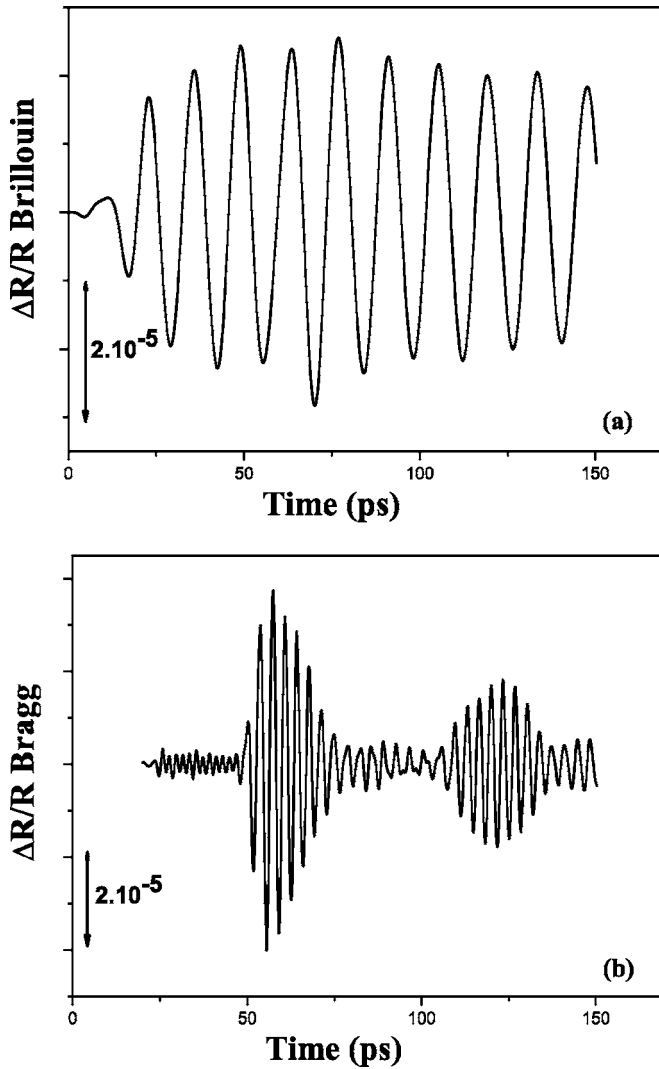 ΔR/R Brillouin
2.10⁻⁵
(a)
0 50 100 150
Time (ps)
ΔR/R Bragg
2.10⁻⁵
(b)
0 50 100 150
Time (ps)